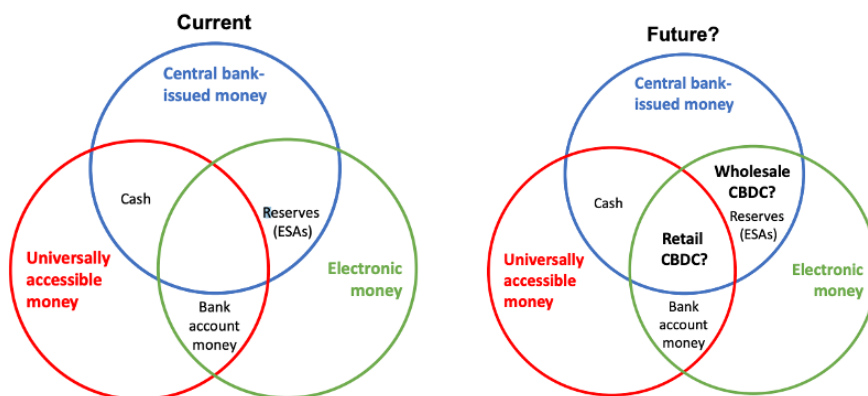 Current
Central bank-
issued money
Cash
Reserves
(ESAs)
Universally
accessible
money
Electronic
money
Bank
account
money
Future?
Central bank-
issued money
Wholesale
CBDC?
Cash
Reserves
(ESAs)
Retail
CBDC?
Universally
accessible
money
Electronic
money
Bank
account
money